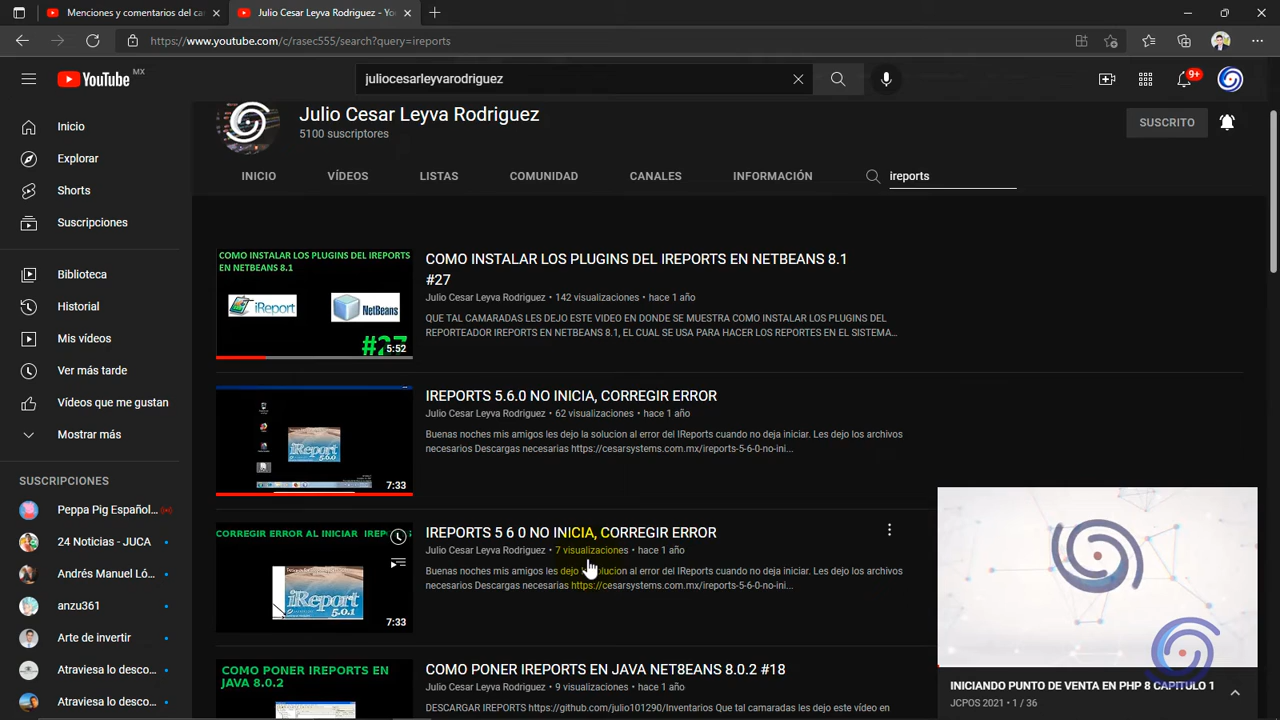 Menciones y comentarios del ca
Julio Cesar Leyva Rodriguez - Yo
https://www.youtube.com/c/rasec555/search?query=ireports
YouTube MX
juliocesarleyvarodriguez
9+
Inicio
Explorar
Shorts
Suscripciones
Biblioteca
Historial
Mis vídeos
Ver más tarde
Vídeos que me gustan
Mostrar más
SUSCRIPCIONES
Peppa Pig Español...
24 Noticias - JUCA
Andrés Manuel Ló...
anzu361
Arte de invertir
Atraviesa lo desco...
Atraviesa lo desco...
Julio Cesar Leyva Rodriguez
5100 suscriptores
SUSCRITO
INICIO
VÍDEOS
LISTAS
COMUNIDAD
CANALES
INFORMACIÓN
ireports
COMO INSTALAR LOS PLUGINS DEL IREPORTS
EN NETBEANS 8.1
iReport
NetBeans
#27
5:52
COMO INSTALAR LOS PLUGINS DEL IREPORTS EN NETBEANS 8.1
#27
Julio Cesar Leyva Rodriguez • 142 visualizaciones • hace 1 año
QUE TAL CAMARADAS LES DEJO ESTE VIDEO EN DONDE SE MUESTRA COMO INSTALAR LOS PLUGINS DEL
REPORTEADOR IREPORTS EN NETBEANS 8.1, EL CUAL SE USA PARA HACER LOS REPORTES EN EL SISTEMA...
iReport
5.6.0
7:33
IREPORTS 5.6.0 NO INICIA, CORREGIR ERROR
Julio Cesar Leyva Rodriguez • 62 visualizaciones • hace 1 año
Buenas noches mis amigos les dejo la solucion al error del IReports cuando no deja iniciar. Les dejo los archivos
necesarios Descargas necesarias https://cesarsystems.com.mx/ireports-5-6-0-no-ini...
CORREGIR ERROR AL INICIAR IREP
iReport
5.0.1
7:33
IREPORTS 5 6 0 NO INICIA, CORREGIR ERROR
Julio Cesar Leyva Rodriguez • 7 visualizaciones • hace 1 año
Buenas noches mis amigos les dejo la solucion al error del IReports cuando no deja iniciar. Les dejo los archivos
necesarios Descargas necesarias https://cesarsystems.com.mx/ireports-5-6-0-no-ini...
COMO PONER IREPORTS EN
JAVA 8.0.2
COMO PONER IREPORTS EN JAVA NET8EANS 8.0.2 #18
Julio Cesar Leyva Rodriguez • 9 visualizaciones • hace 1 año
DESCARGAR IREPORTS https://github.com/julio101290/Inventarios Que tal camaradas les dejo este vídeo en
INICIANDO PUNTO DE VENTA EN PHP 8 CAPITULO 1
JCPOS 2021 • 1 / 36